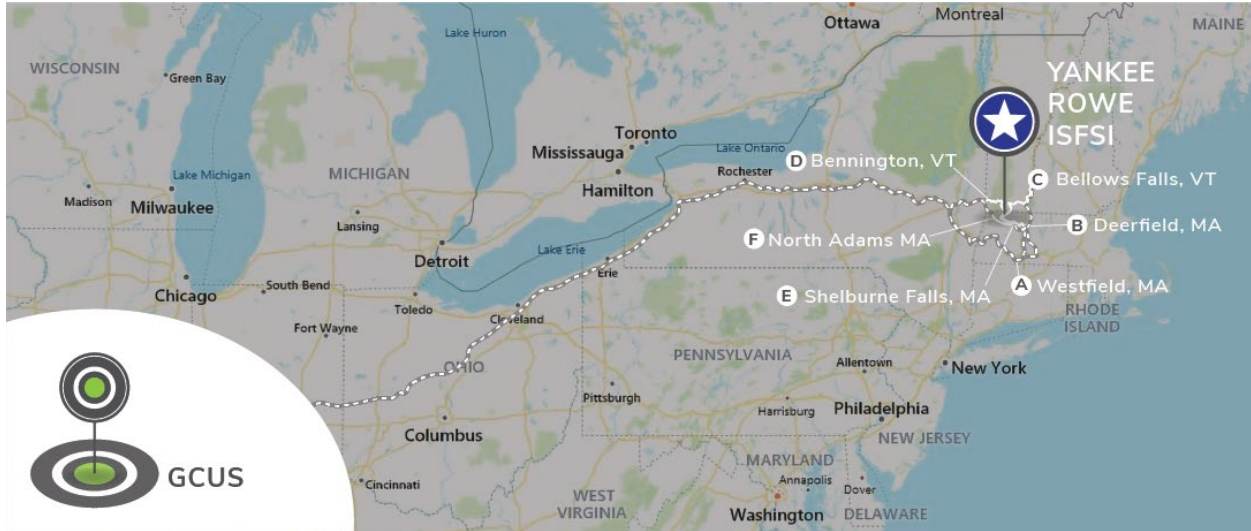 Ottawa
Montreal
MAINE
Lake Huron
WISCONSIN
Green Bay
YANKEE
ROWE
ISFSI
Toronto
Mississauga
Lake Ontario
D Bennington, VT
Hamilton
Rochester
C Bellows Falls, VT
Lake Michigan
MICHIGAN
Madison
Milwaukee
Lansing
B Deerfield, MA
F North Adams MA
Lake Erie
Detroit
Erie
Chicago
South Bend
Toledo
E Shelburne Falls, MA
A Westfield, MA
RHODE
ISLAND
Cleveland
Fort Wayne
OHIO
PENNSYLVANIA
Allentown
New York
Pittsburgh
Harrisburg
Philadelphia
Columbus
NEW JERSEY
MARYLAND
GCUS
Cincinnati
Annapolis
Dover
WEST
VIRGINIA
Washington
DELAWARE